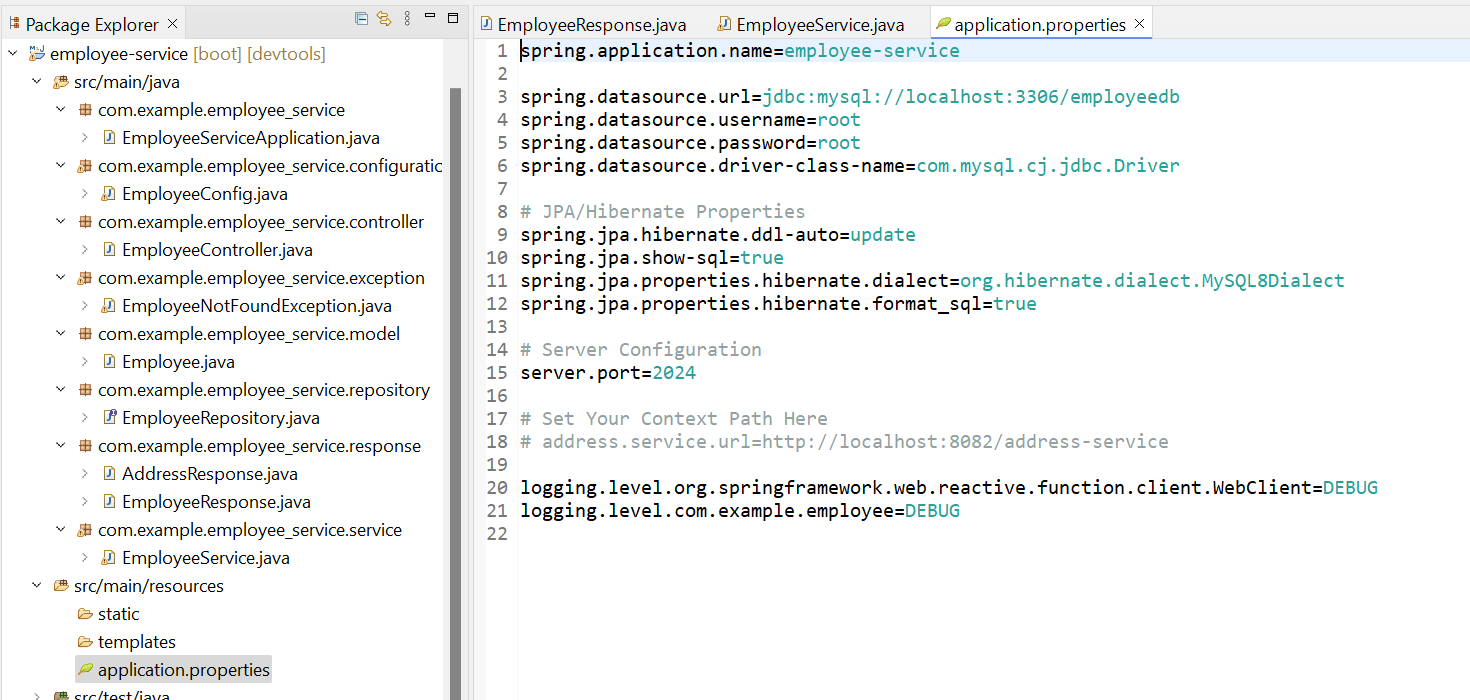 Package Explorer
employee-service [boot] [devtools]
src/main/java
com.example.employee_service
EmployeeServiceApplication.java
com.example.employee_service.configuratio
EmployeeConfig.java
com.example.employee_service.controller
EmployeeController.java
com.example.employee_service.exception
EmployeeNotFoundException.java
com.example.employee_service.model
Employee.java
com.example.employee_service.repository
EmployeeRepository.java
com.example.employee_service.response
AddressResponse.java
EmployeeResponse.java
com.example.employee_service.service
EmployeeService.java
src/main/resources
static
templates
application.properties
src/test/java
EmployeeResponse.java EmployeeService.java application.properties
1 spring.application.name=employee-service
2
3 spring.datasource.url=jdbc:mysql://localhost:3306/employeedb
4 spring.datasource.username=root
5 spring.datasource.password=root
6 spring.datasource.driver-class-name=com.mysql.cj.jdbc.Driver
7
8 # JPA/Hibernate Properties
9 spring.jpa.hibernate.ddl-auto=update
10 spring.jpa.show-sql=true
11 spring.jpa.properties.hibernate.dialect=org.hibernate.dialect.MySQL8Dialect
12 spring.jpa.properties.hibernate.format_sql=true
13
14 # Server Configuration
15 server.port=2024
16
17 # Set Your Context Path Here
18 # address.service.url=http://localhost:8082/address-service
19
20 logging.level.org.springframework.web.reactive.function.client.WebClient=DEBUG
21 logging.level.com.example.employee=DEBUG
22